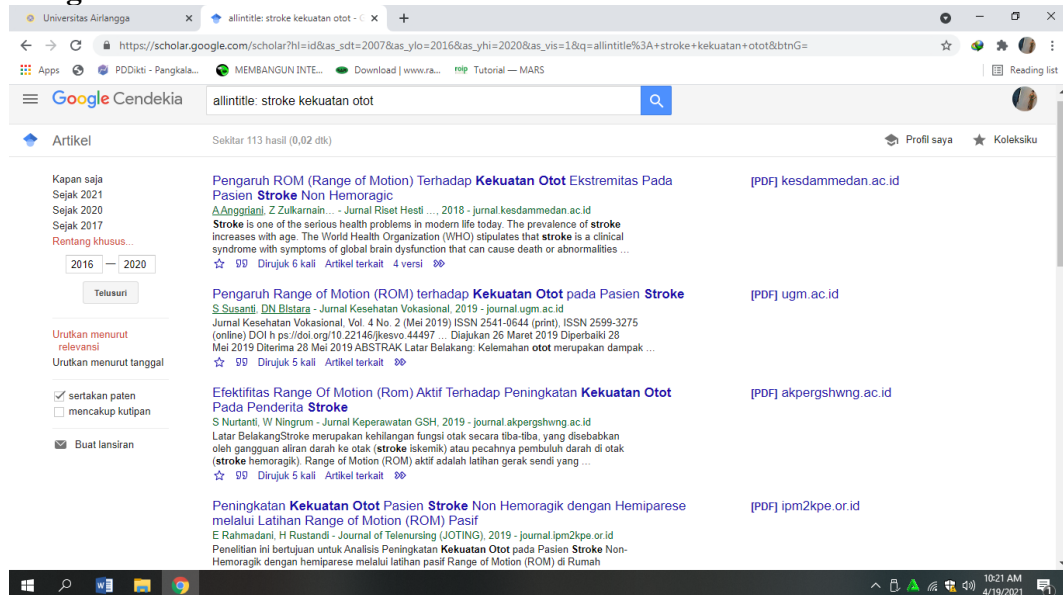 Universitas Airlangga
allintitle: stroke kekuatan otot -
https://scholar.google.com/scholar?hl=id&as_sdt=2007&as_ylo=2016&as_yhi=2020&as_vis=1&q=allintitle%3A+stroke+kekuatan+otot&btnG=
Apps PDDikti - Pangkala... MEMBANGUN INTE... Download | www.ra... Tutorial — MARS Reading list
Google Cendekia
allintitle: stroke kekuatan otot
Artikel
Sekitar 113 hasil (0,02 dtk)
Profil saya Koleksiku
Kapan saja
Sejak 2021
Sejak 2020
Sejak 2017
Rentang khusus...
2016 — 2020
Telusuri
Urutkan menurut
relevansi
Urutkan menurut tanggal
sertakan paten
mencakup kutipan
Buat lansiran
Pengaruh ROM (Range of Motion) Terhadap Kekuatan Otot Ekstremitas Pada
Pasien Stroke Non Hemoragic
A Anggriani, Z Zulkarnain... - Jurnal Riset Hesti ..., 2018 - jurnal.kesdammedan.ac.id
Stroke is one of the serious health problems in modern life today. The prevalence of stroke
increases with age. The World Health Organization (WHO) stipulates that stroke is a clinical
syndrome with symptoms of global brain dysfunction that can cause death or abnormalities ...
Dirujuk 6 kali Artikel terkait 4 versi
[PDF] kesdammedan.ac.id
Pengaruh Range of Motion (ROM) terhadap Kekuatan Otot pada Pasien Stroke
S Susanti, DN BIstara - Jurnal Kesehatan Vokasional, 2019 - journal.ugm.ac.id
Jurnal Kesehatan Vokasional, Vol. 4 No. 2 (Mei 2019) ISSN 2541-0644 (print), ISSN 2599-3275
(online) DOI h ps://doi.org/10.22146/jkesvo.44497 ... Diajukan 26 Maret 2019 Diperbaiki 28
Mei 2019 Diterima 28 Mei 2019 ABSTRAK Latar Belakang: Kelemahan otot merupakan dampak ...
Dirujuk 5 kali Artikel terkait
[PDF] ugm.ac.id
Efektifitas Range Of Motion (Rom) Aktif Terhadap Peningkatan Kekuatan Otot
Pada Penderita Stroke
S Nurtanti, W Ningrum - Jurnal Keperawatan GSH, 2019 - journal.akpergshwng.ac.id
Latar BelakangStroke merupakan kehilangan fungsi otak secara tiba-tiba, yang disebabkan
oleh gangguan aliran darah ke otak (stroke iskemik) atau pecahnya pembuluh darah di otak
(stroke hemoragik). Range of Motion (ROM) aktif adalah latihan gerak sendi yang ...
Dirujuk 5 kali Artikel terkait
[PDF] akpergshwng.ac.id
Peningkatan Kekuatan Otot Pasien Stroke Non Hemoragik dengan Hemiparese
melalui Latihan Range of Motion (ROM) Pasif
E Rahmadani, H Rustandi - Journal of Telenursing (JOTING), 2019 - journal.ipm2kpe.or.id
Penelitian ini bertujuan untuk Analisis Peningkatan Kekuatan Otot pada Pasien Stroke Non-
Hemoragik dengan hemiparese melalui latihan pasif Range of Motion (ROM) di Rumah
[PDF] ipm2kpe.or.id
10:21 AM
4/19/2021